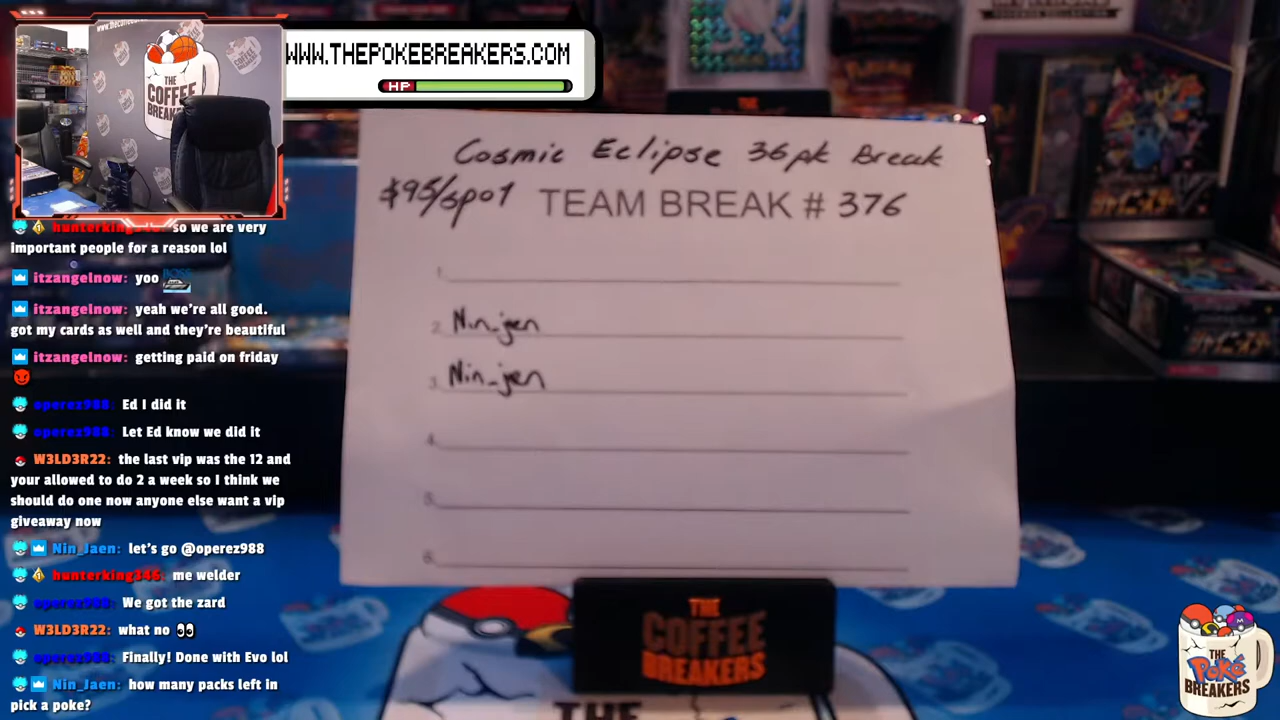 WWW.THEPOKEBREAKERS.COM
HP
THE
COFFEE
BREAKERS
Cosmic Eclipse 36pk Break
$95/spot TEAM BREAK # 376
1
2 Nin_jen
3 Nin_jen
4
5
6
so we are very
important people for a reason lol
itzangelnow: yoo
itzangelnow: yeah we're all good.
got my cards as well and they're beautiful
itzangelnow: getting paid on friday
operez988: Ed I did it
operez988: Let Ed know we did it
W3LD3R22: the last vip was the 12 and
your allowed to do 2 a week so I think we
should do one now anyone else want a vip
giveaway now
Nin_Jaen: let's go @operez988
hunterking346: me welder
operez988: We got the zard
W3LD3R22: what no 👀
operez988: Finally! Done with Evo lol
Nin_Jaen: how many packs left in
pick a poke?
THE
COFFEE
BREAKERS
THE
THE
Poké
BREAKERS